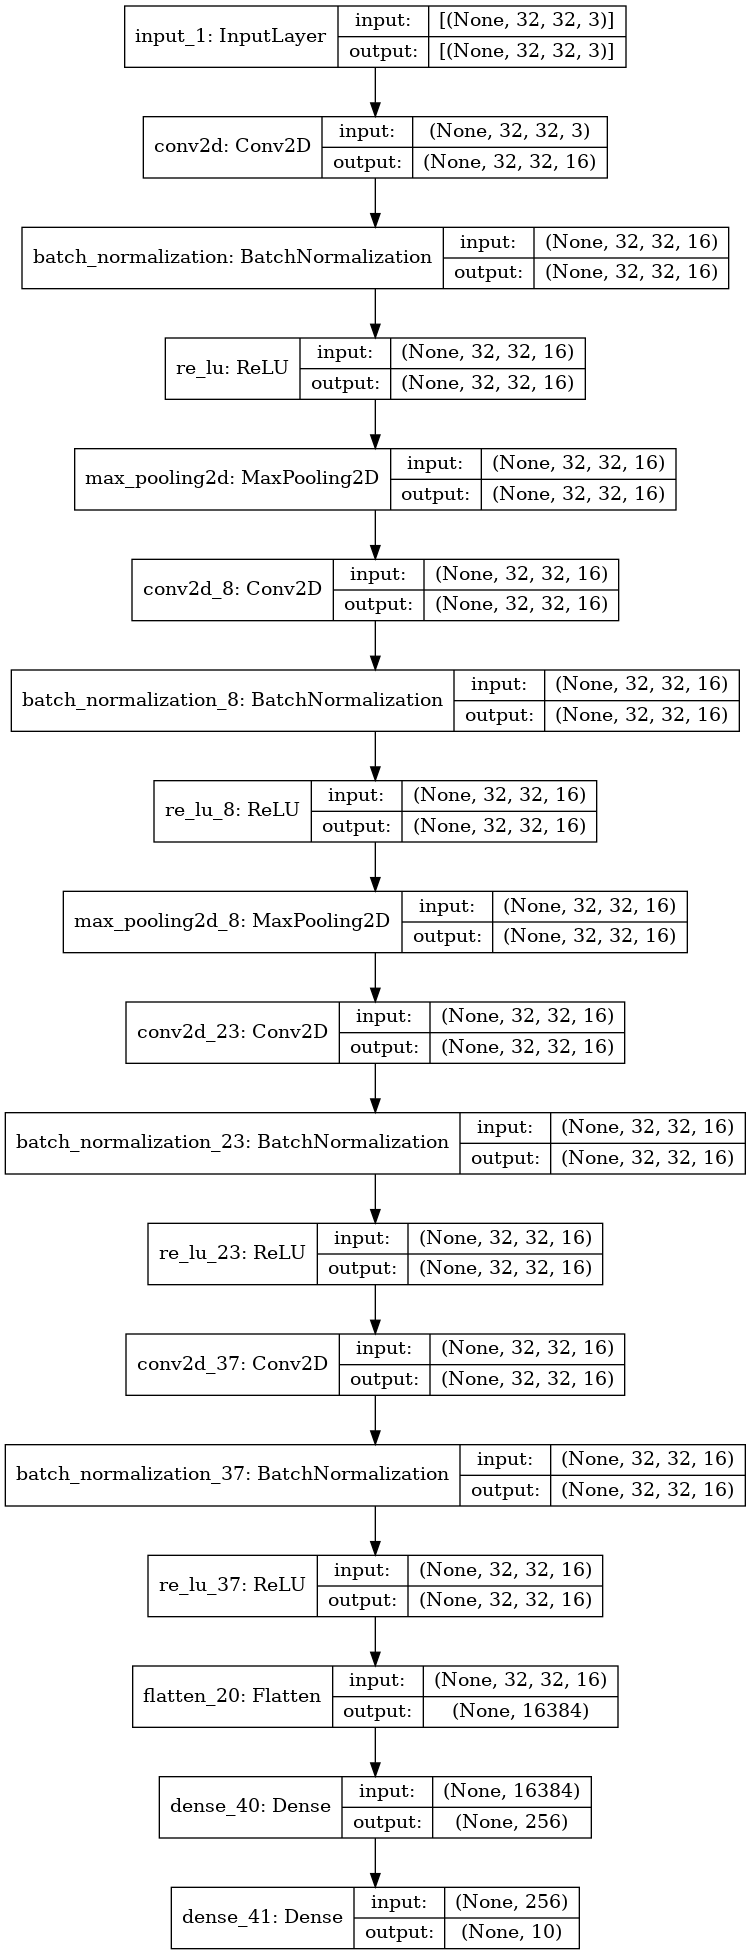 input_1: InputLayer
input: [(None, 32, 32, 3)]
output: [(None, 32, 32, 3)]
conv2d: Conv2D
input: (None, 32, 32, 3)
output: (None, 32, 32, 16)
batch_normalization: BatchNormalization
input: (None, 32, 32, 16)
output: (None, 32, 32, 16)
re_lu: ReLU
input: (None, 32, 32, 16)
output: (None, 32, 32, 16)
max_pooling2d: MaxPooling2D
input: (None, 32, 32, 16)
output: (None, 32, 32, 16)
conv2d_8: Conv2D
input: (None, 32, 32, 16)
output: (None, 32, 32, 16)
batch_normalization_8: BatchNormalization
input: (None, 32, 32, 16)
output: (None, 32, 32, 16)
re_lu_8: ReLU
input: (None, 32, 32, 16)
output: (None, 32, 32, 16)
max_pooling2d_8: MaxPooling2D
input: (None, 32, 32, 16)
output: (None, 32, 32, 16)
conv2d_23: Conv2D
input: (None, 32, 32, 16)
output: (None, 32, 32, 16)
batch_normalization_23: BatchNormalization
input: (None, 32, 32, 16)
output: (None, 32, 32, 16)
re_lu_23: ReLU
input: (None, 32, 32, 16)
output: (None, 32, 32, 16)
conv2d_37: Conv2D
input: (None, 32, 32, 16)
output: (None, 32, 32, 16)
batch_normalization_37: BatchNormalization
input: (None, 32, 32, 16)
output: (None, 32, 32, 16)
re_lu_37: ReLU
input: (None, 32, 32, 16)
output: (None, 32, 32, 16)
flatten_20: Flatten
input: (None, 32, 32, 16)
output: (None, 16384)
dense_40: Dense
input: (None, 16384)
output: (None, 256)
dense_41: Dense
input: (None, 256)
output: (None, 10)